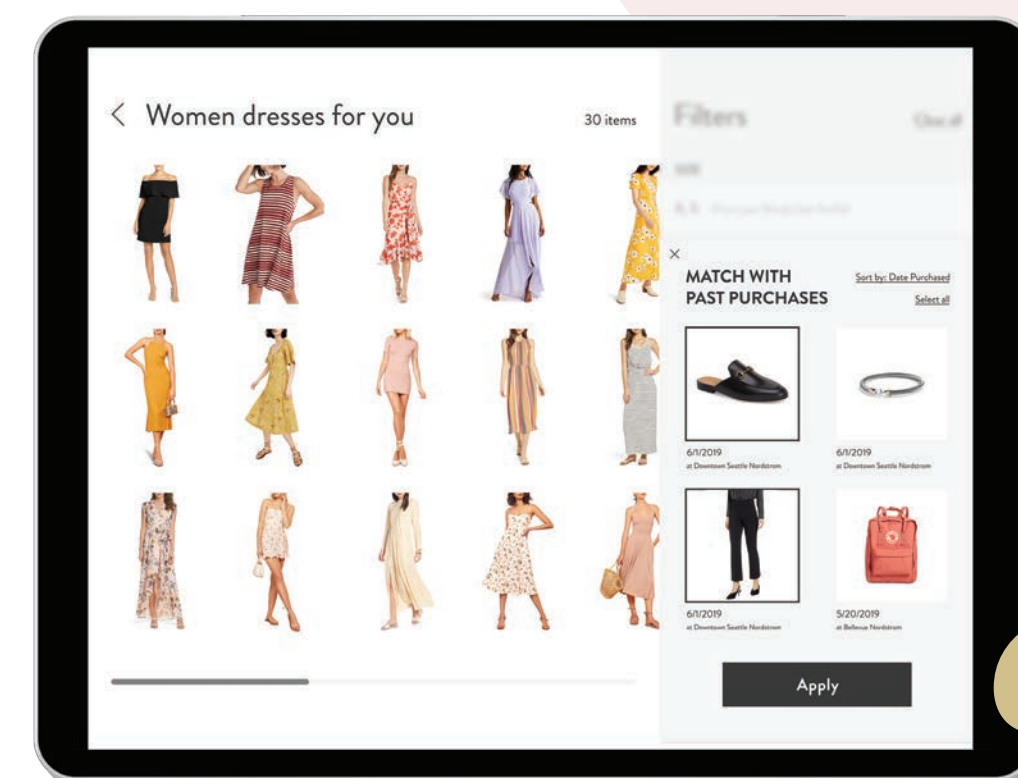 Women dresses for you
30 items
Filters
Clear all
MATCH WITH
PAST PURCHASES
Sort by: Date Purchased
Select all
6/1/2019
at Downtown Seattle Nordstrom
6/1/2019
at Downtown Seattle Nordstrom
6/1/2019
at Downtown Seattle Nordstrom
5/20/2019
at Bellevue Nordstrom
Apply